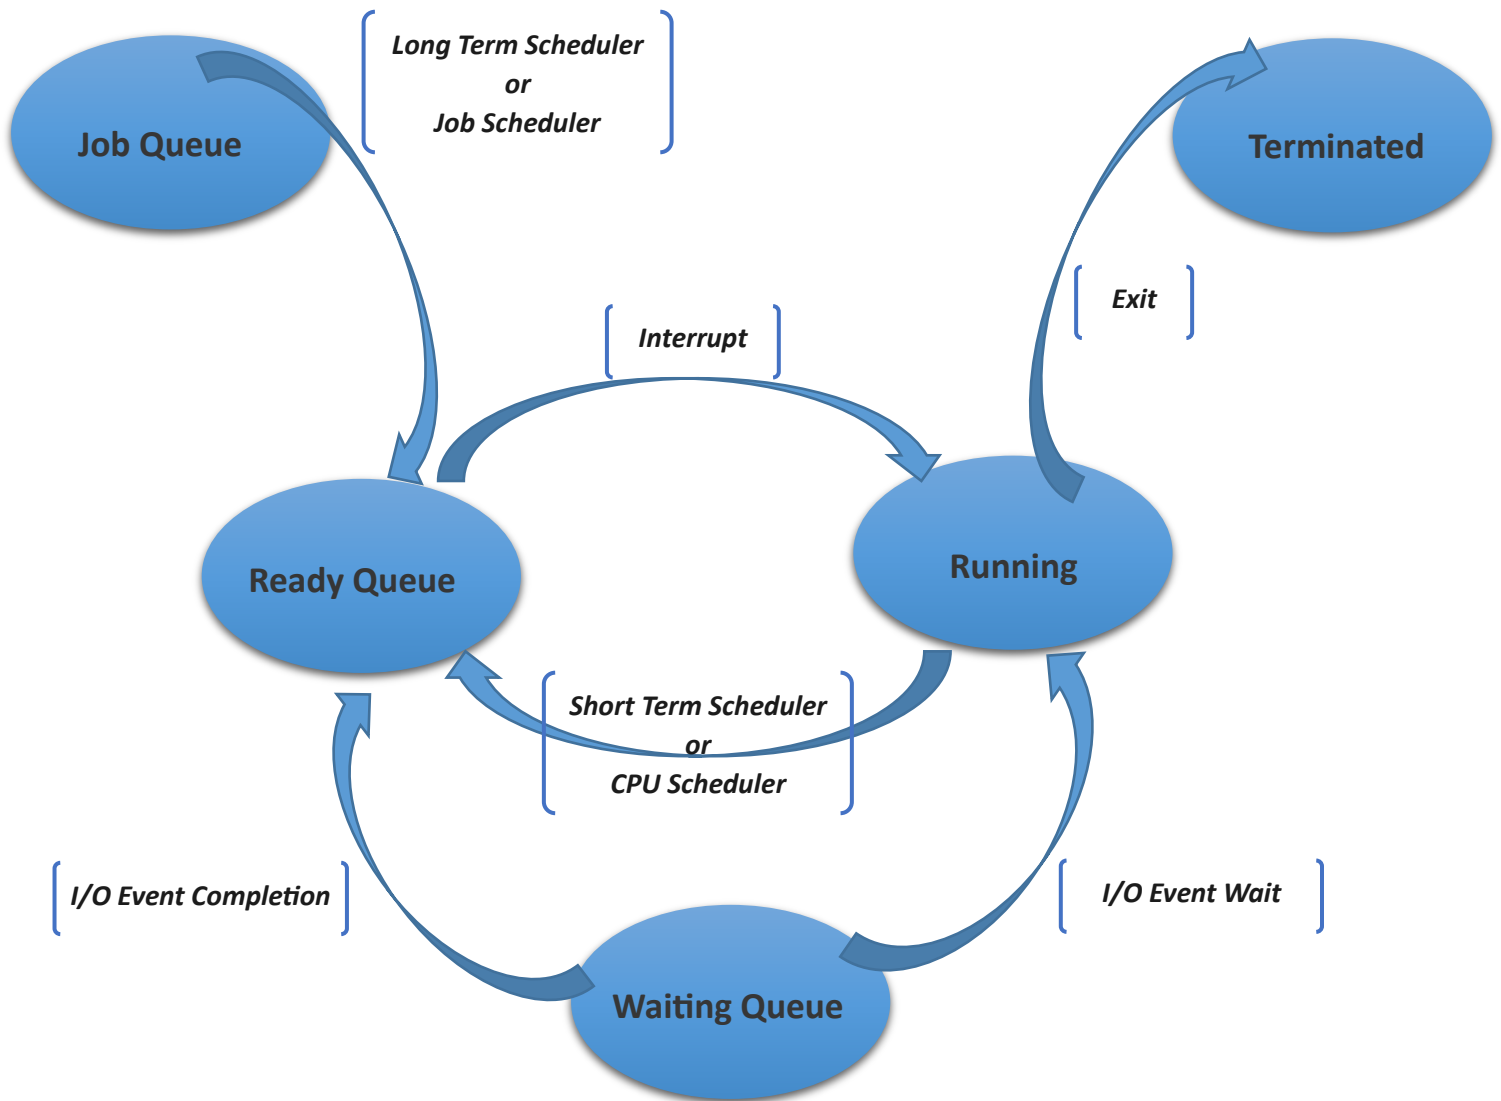 Long Term Scheduler
or
Job Scheduler
Job Queue
Terminated
Exit
Interrupt
Ready Queue
Running
Short Term Scheduler
or
CPU Scheduler
I/O Event Completion
I/O Event Wait
Waiting Queue